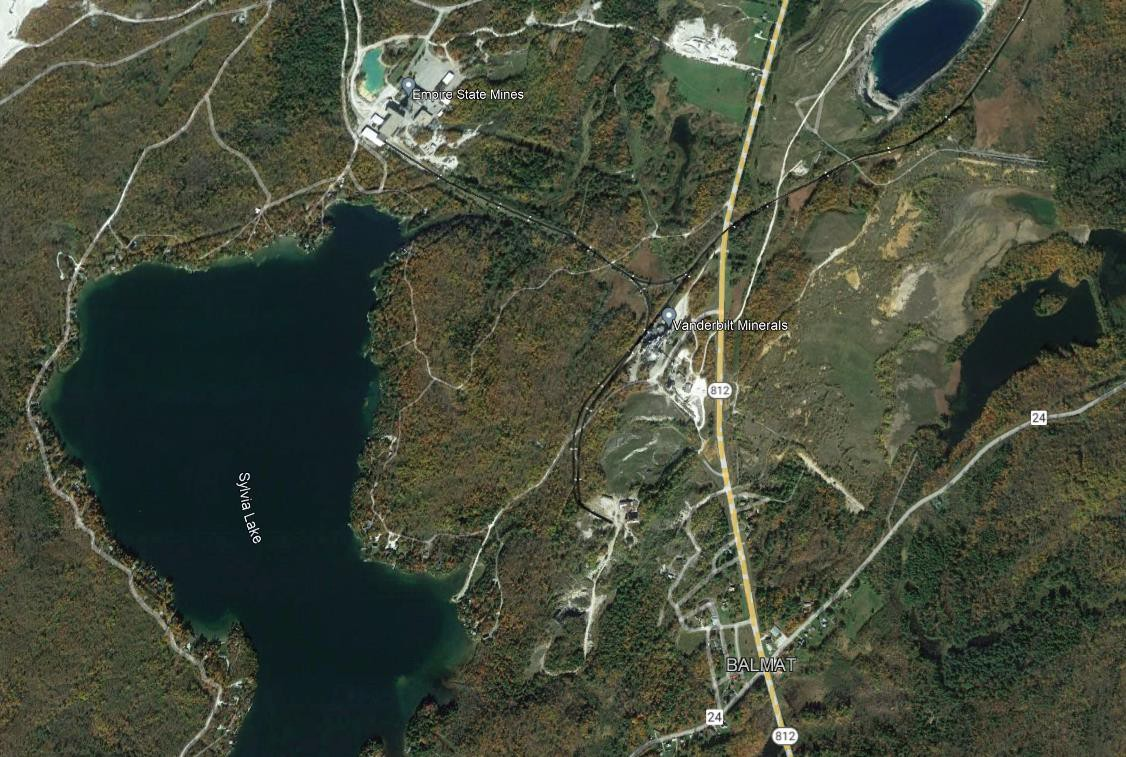 Empire State Mines
Vanderbilt Minerals
812
24
Sylvia Lake
BALMAT
24
812